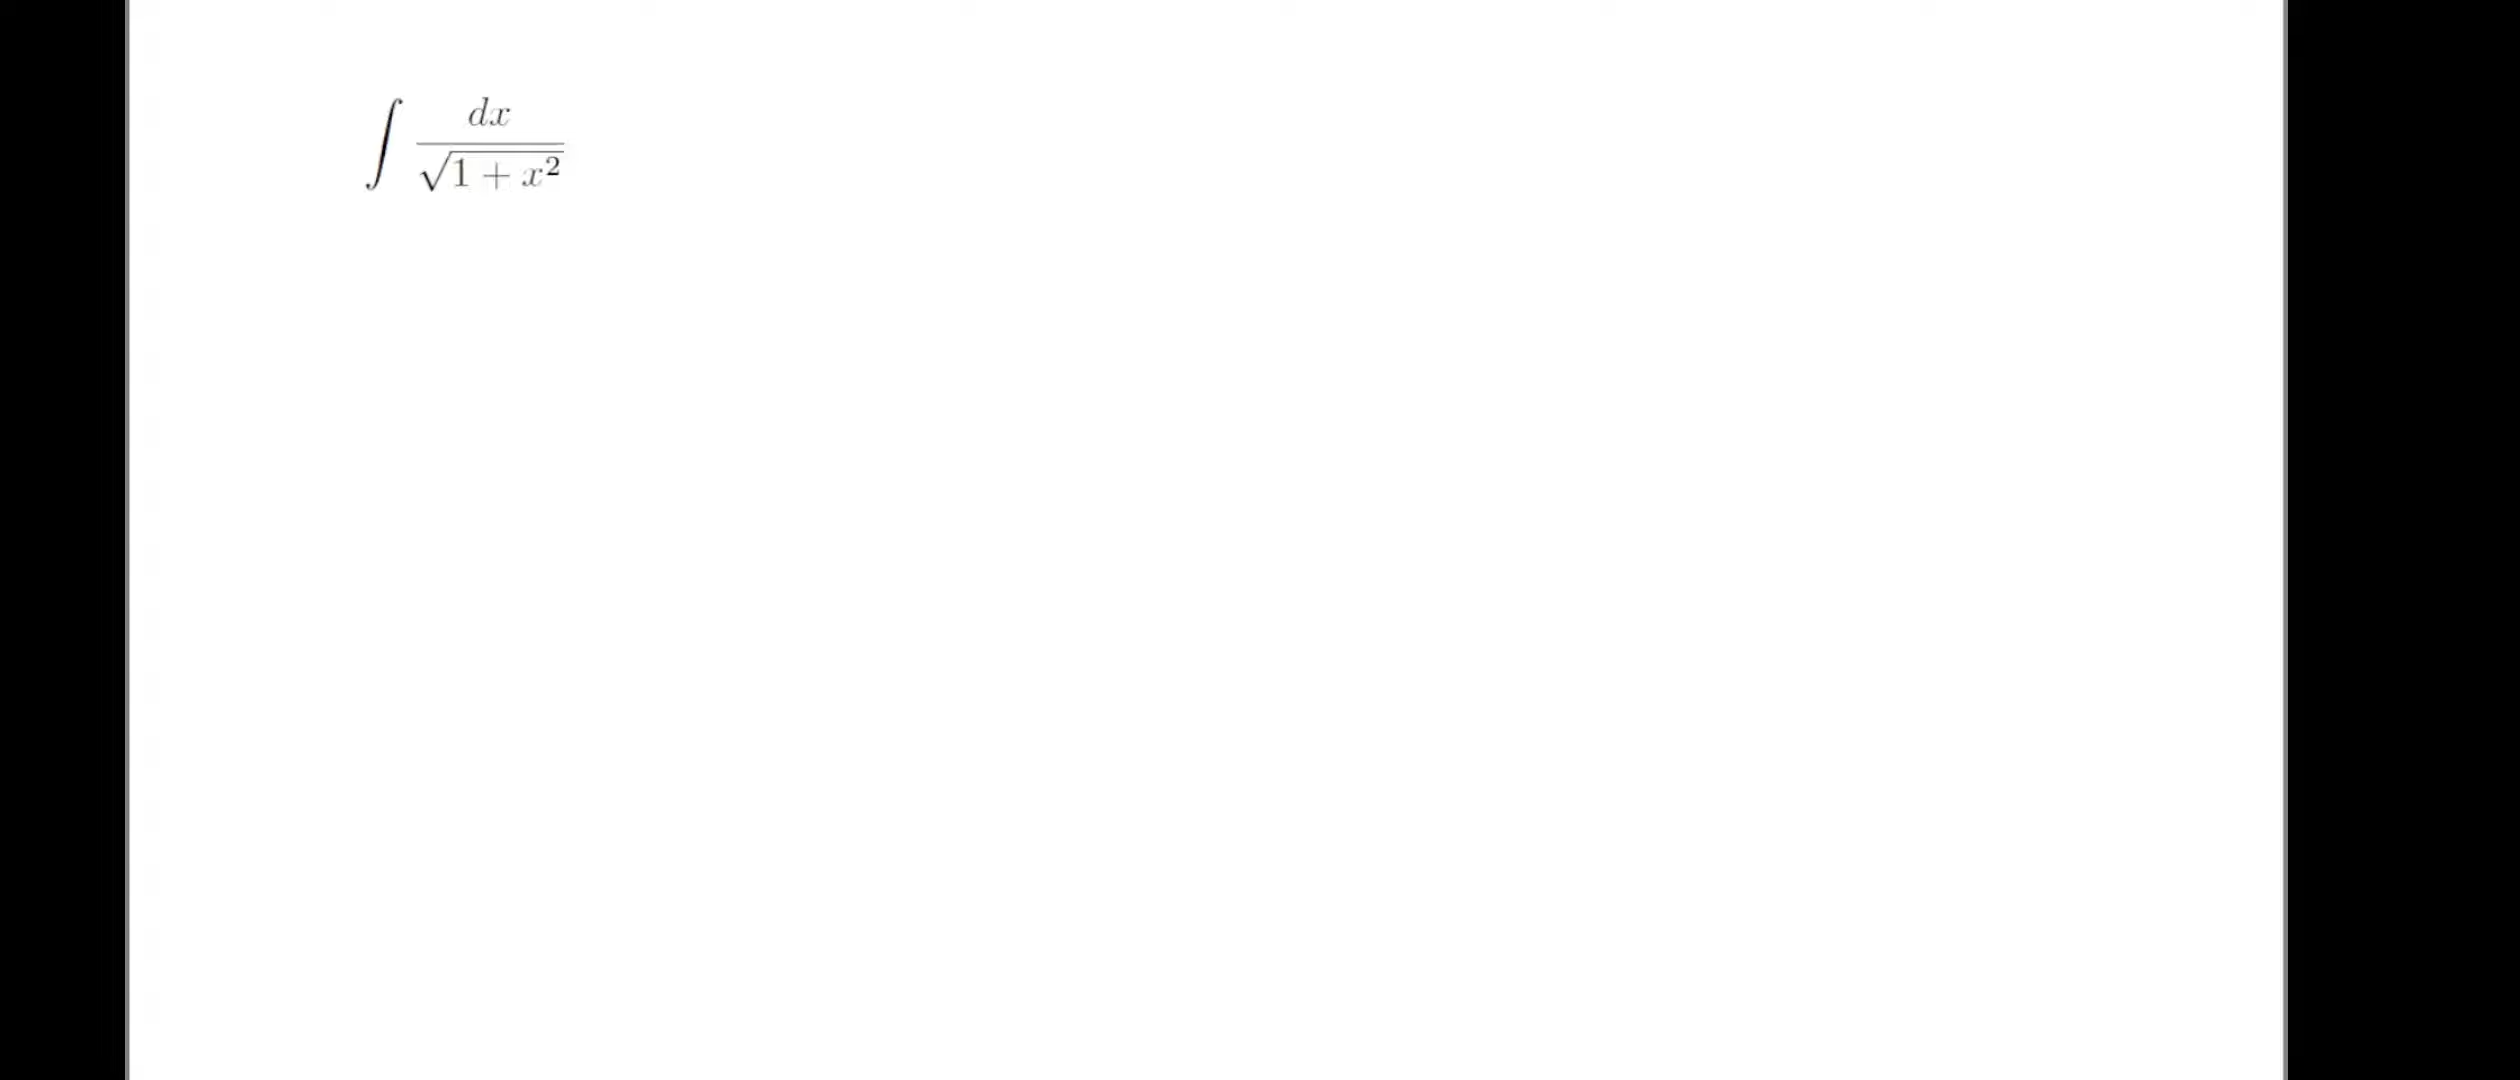 ∫ dx / √(1 + x²)